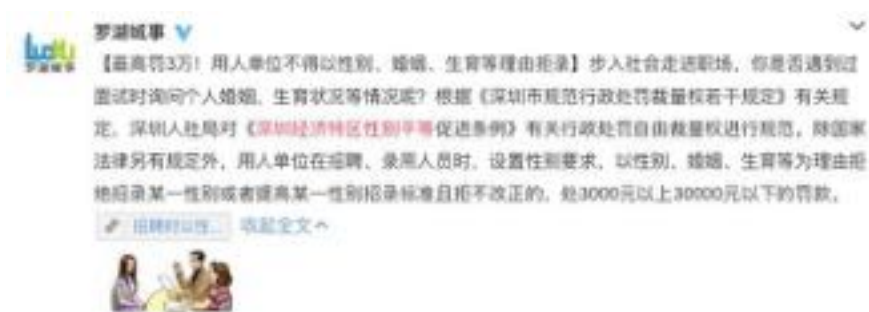 罗湖城事
罗湖城事
【最高罚3万！用人单位不得以性别、婚姻、生育等理由拒录】步入社会走进职场，你是否遇到过
面试时询问个人婚姻、生育状况等情况呢？根据《深圳市规范行政处罚裁量权若干规定》有关规
定，深圳人社局对《深圳经济特区性别平等促进条例》有关行政处罚自由裁量权进行规范，除国家
法律另有规定外，用人单位在招聘、录用人员时，设置性别要求，以性别、婚姻、生育等为理由拒
绝招录某一性别或者提高某一性别招录标准且拒不改正的，处3000元以上30000元以下的罚款。
招聘时以性... 收起全文